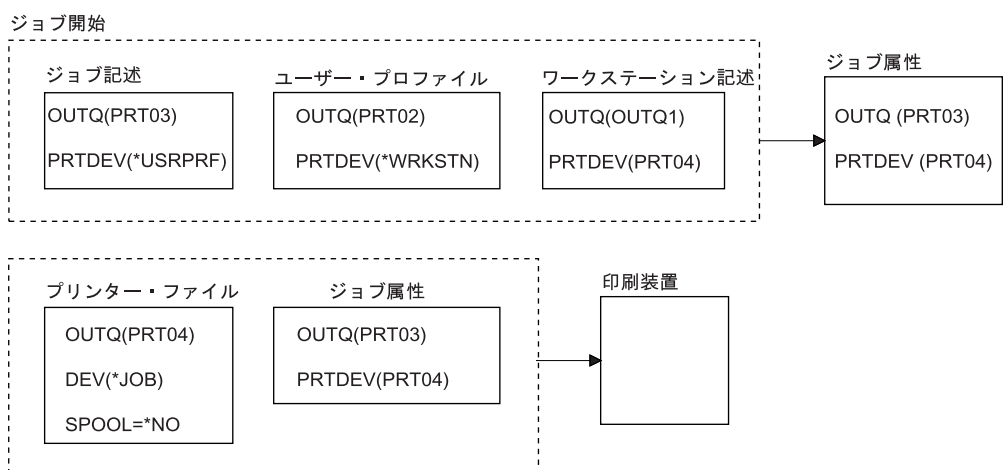 ジョブ開始
ジョブ記述
OUTQ(PRT03)
PRTDEV(*USRPRF)
ユーザー・プロファイル
OUTQ(PRT02)
PRTDEV(*WRKSTN)
ワークステーション記述
OUTQ(OUTQ1)
PRTDEV(PRT04)
ジョブ属性
OUTQ (PRT03)
PRTDEV (PRT04)
プリンター・ファイル
OUTQ(PRT04)
DEV(*JOB)
SPOOL=*NO
ジョブ属性
OUTQ(PRT03)
PRTDEV(PRT04)
印刷装置